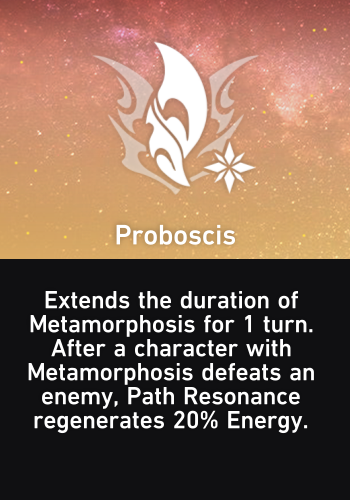 Proboscis
Extends the duration of
Metamorphosis for 1 turn.
After a character with
Metamorphosis defeats an
enemy, Path Resonance
regenerates 20% Energy.